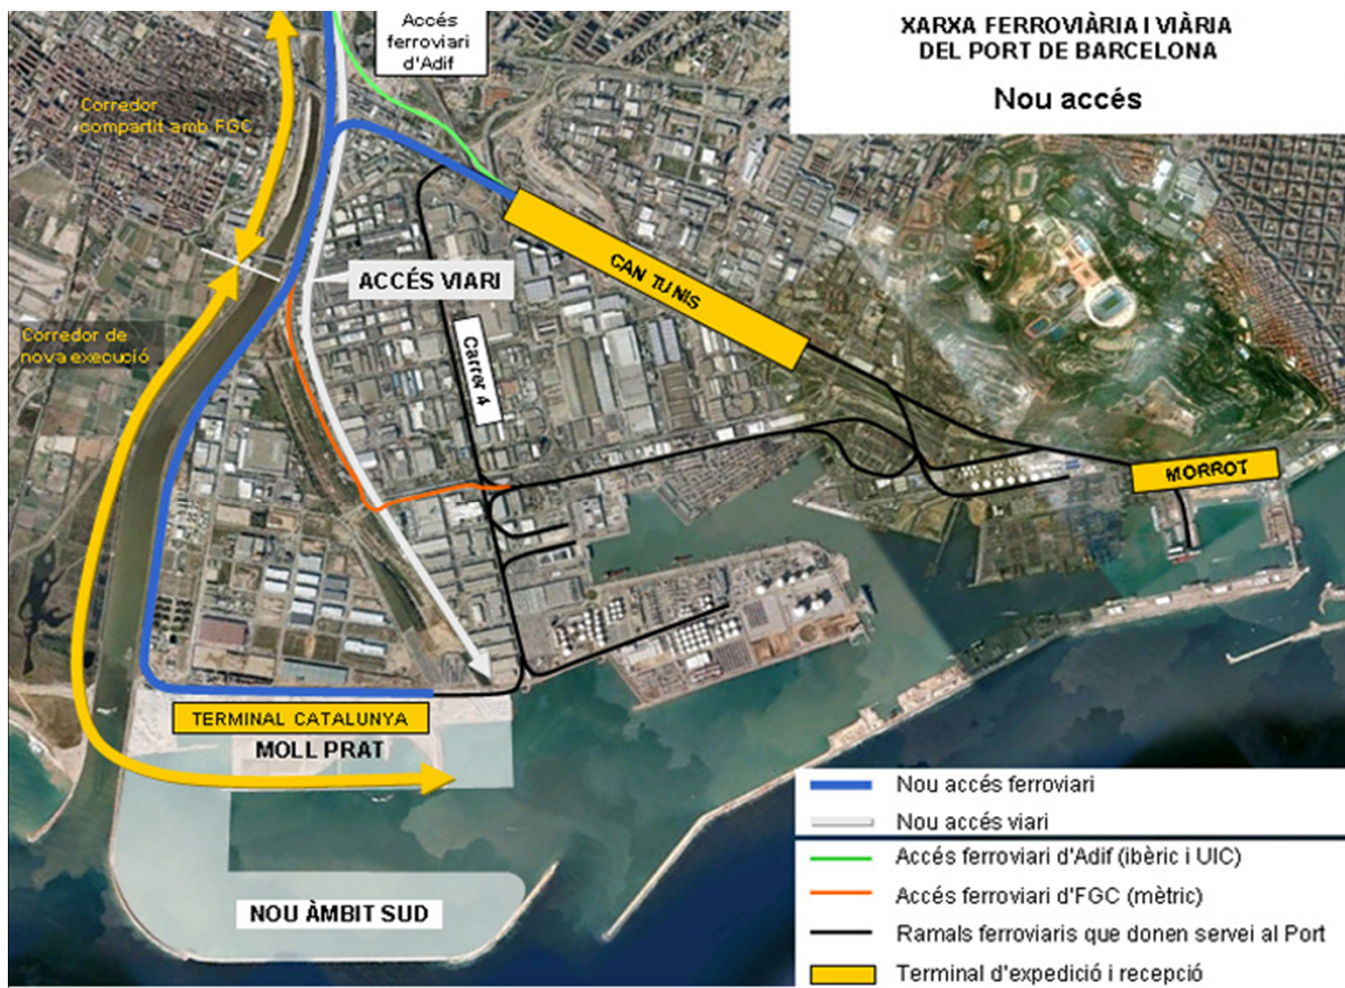 Accés
ferroviari
d'Adif
XARXA FERROVIÀRIA I VIÀRIA
DEL PORT DE BARCELONA
Nou accés
Corredor
compartit amb FGC
ACCÉS VIARI
CAN TUNIS
Corredor de
nova execució
Carrer 4
MORROT
TERMINAL CATALUNYA
MOLL PRAT
NOU ÀMBIT SUD
Nou accés ferroviari
Nou accés viari
Accés ferroviari d'Adif (ibèric i UIC)
Accés ferroviari d'FGC (mètric)
Ramals ferroviaris que donen servei al Port
Terminal d'expedició i recepció